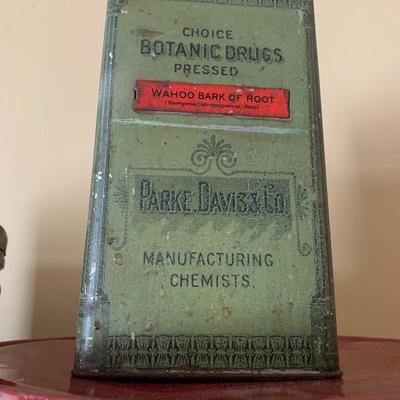 CHOICE
BOTANIC DRUGS
PRESSED
WAHOO BARK OF ROOT
PARKE, DAVIS & CO
MANUFACTURING
CHEMISTS.